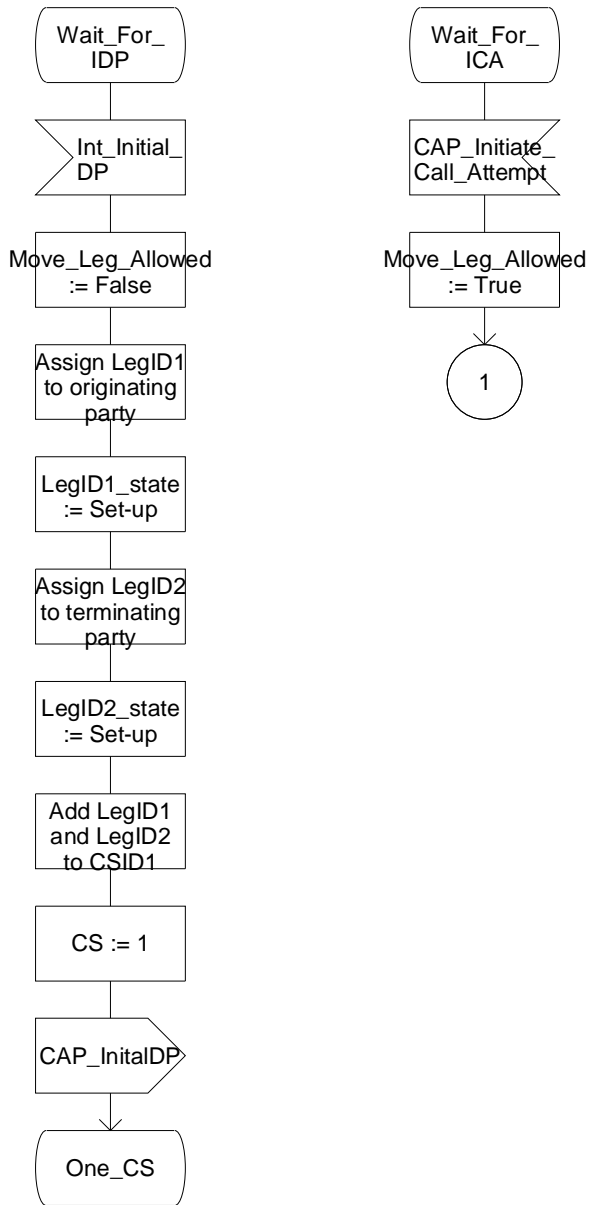 Wait_For_
IDP
Int_Initial_
DP
Move_Leg_Allowed
:= False
Assign LegID1
to originating
party
LegID1_state
:= Set-up
Assign LegID2
to terminating
party
LegID2_state
:= Set-up
Add LegID1
and LegID2
to CSID1
CS := 1
CAP_InitalDP
One_CS
Wait_For_
ICA
CAP_Initiate_
Call_Attempt
Move_Leg_Allowed
:= True
1